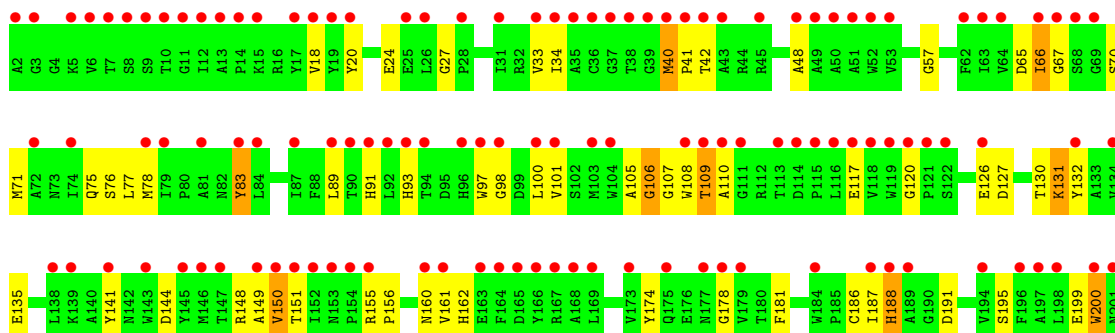 A2 G3 G4 K5 V6 T7 S8 S9 T10 G11 I12 A13 P14 K15 R16 Y17 V18 Y19 Y20 E24 E25 L26 G27 P28 I31 R32 V33 I34 A35 C36 G37 T38 G39 M40 P41 T42 A43 R44 R45 A48 A49 A50 A51 W52 V53 G57 F62 I63 V64 D65 I66 G67 S68 G69 S70
M71 A72 N73 I74 Q75 S76 L77 M78 I79 P80 A81 N82 Y83 L84 I87 F88 L89 T90 H91 L92 H93 T94 D95 H96 W97 G98 D99 L100 V101 S102 M103 W104 A105 G106 G107 W108 T109 A110 G111 R112 T113 D114 P115 L116 E117 V118 W119 G120 P121 S122 E126 D127 T130 K131 Y132 A133
E135 L138 K139 A140 Y141 N142 W143 D144 Y145 M146 T147 R148 A149 V150 T151 I152 N153 P154 R155 P156 N160 V161 H162 E163 F164 D165 Y166 R167 A168 L169 V173 Y174 Q175 E176 N177 G178 V179 T180 F181 W184 P185 C186 I187 H188 A189 G190 D191 V194 S195 F196 A197 L198 E199 W200